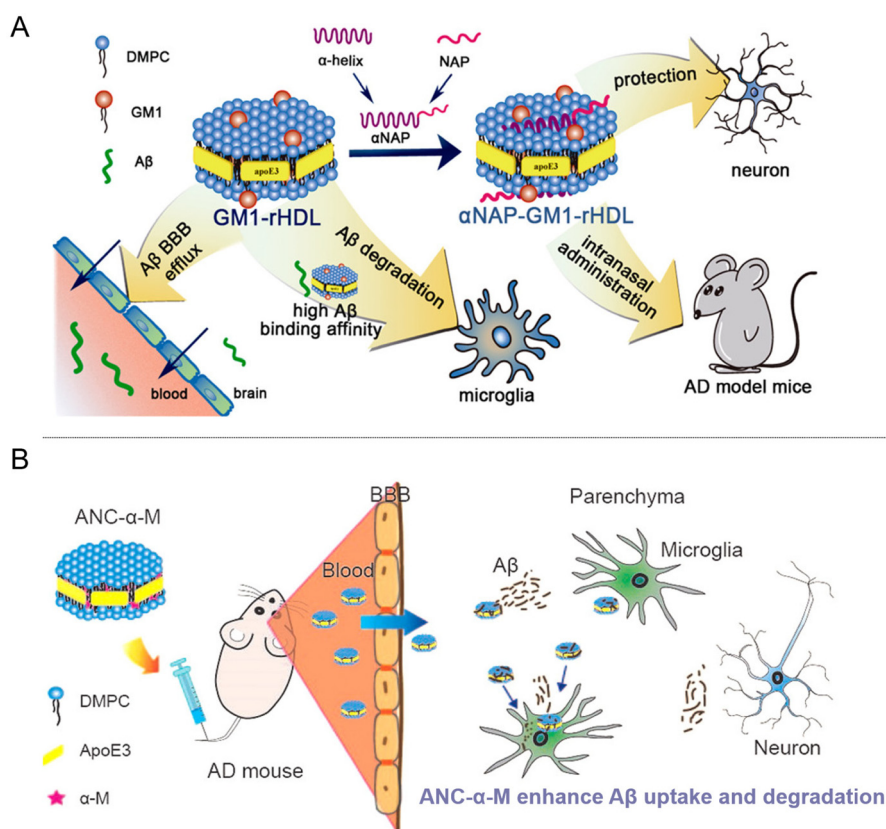 A
DMPC
GM1
Aβ
α-helix
NAP
αNAP
apoE3
GM1-rHDL
αNAP-GM1-rHDL
protection
neuron
Aβ BBB
efflux
high Aβ
binding affinity
Aβ degradation
microglia
intranasal
administration
AD model mice
blood
brain
B
ANC-α-M
DMPC
ApoE3
α-M
AD mouse
Blood
BBB
Parenchyma
Aβ
Microglia
Neuron
ANC-α-M enhance Aβ uptake and degradation